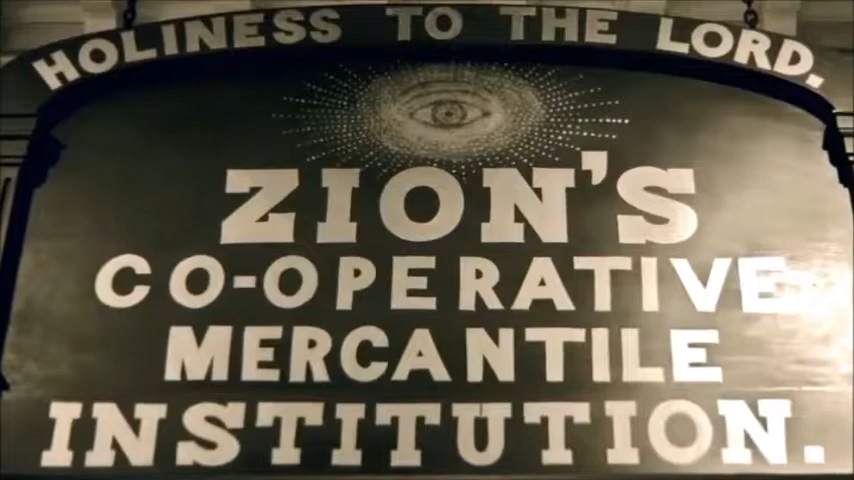 HOLINESS TO THE LORD.
ZION'S
CO-OPERATIVE
MERCANTILE
INSTITUTION.